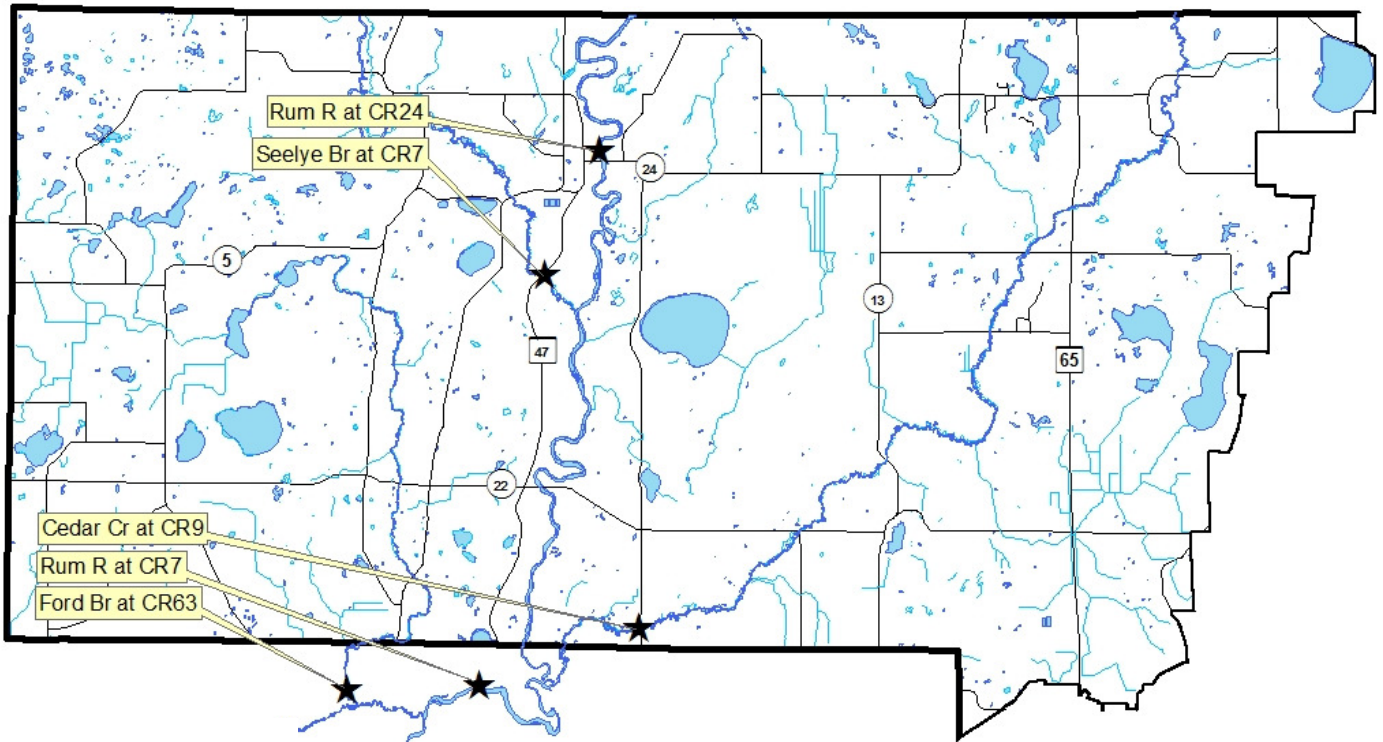 Rum R at CR24
Seelye Br at CR7
24
5
13
47
65
22
Cedar Cr at CR9
Rum R at CR7
Ford Br at CR63